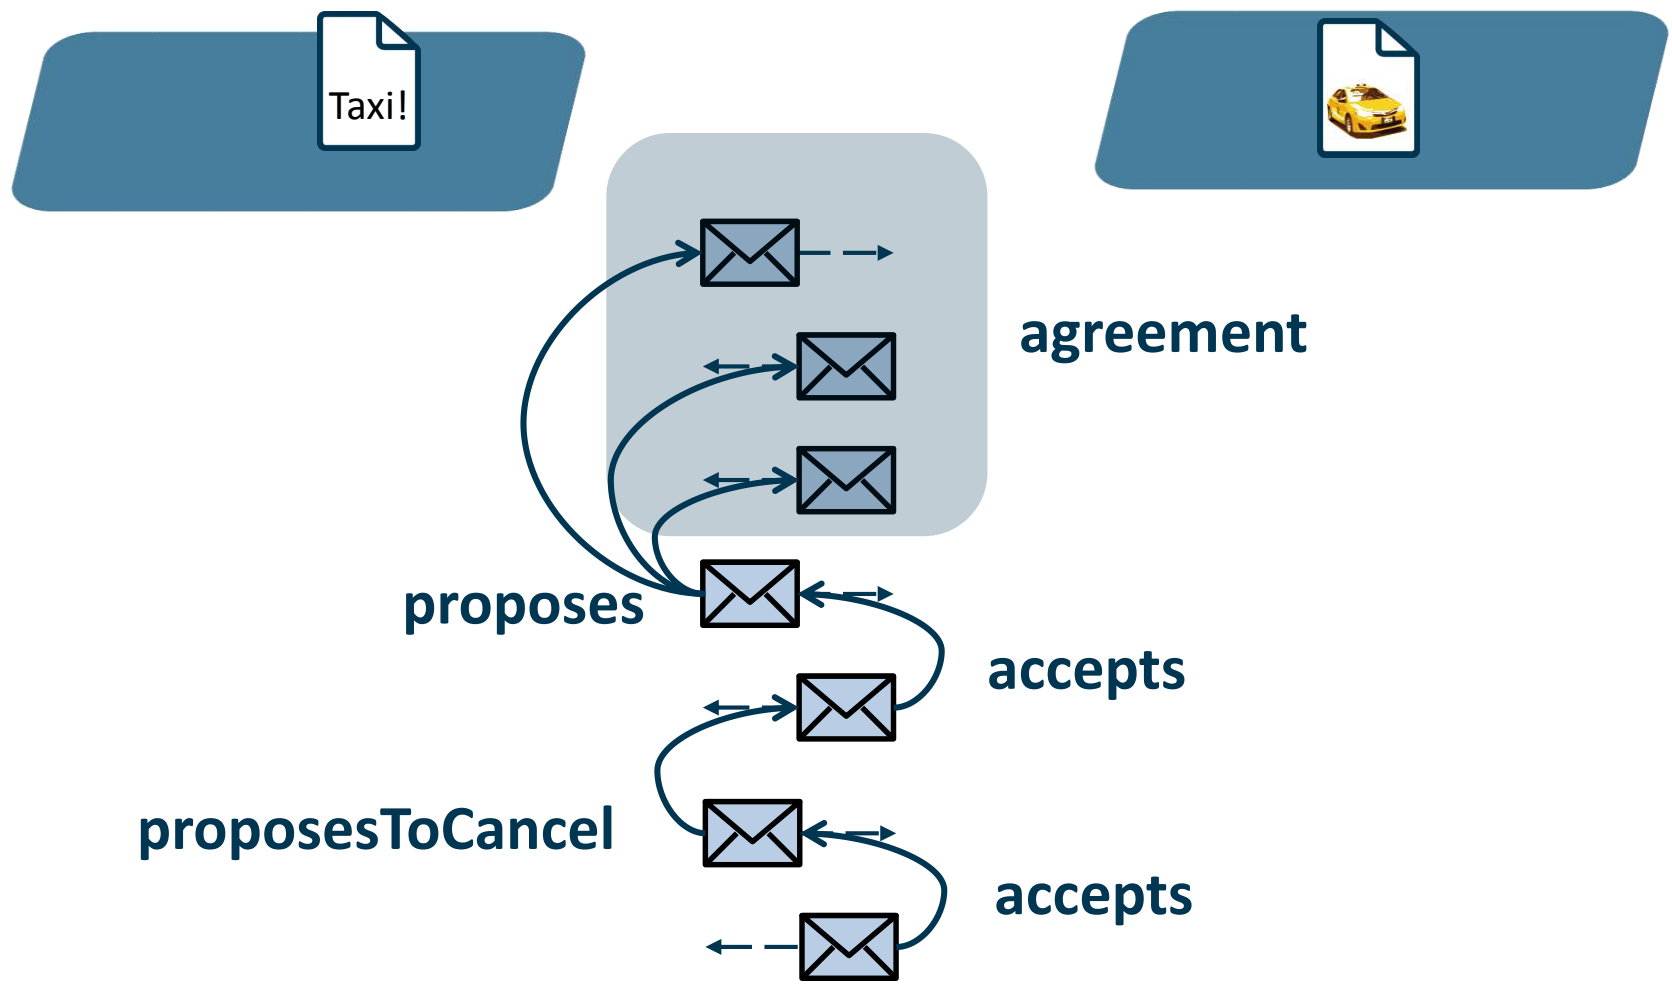 Taxi!
agreement
proposes
accepts
proposesToCancel
accepts